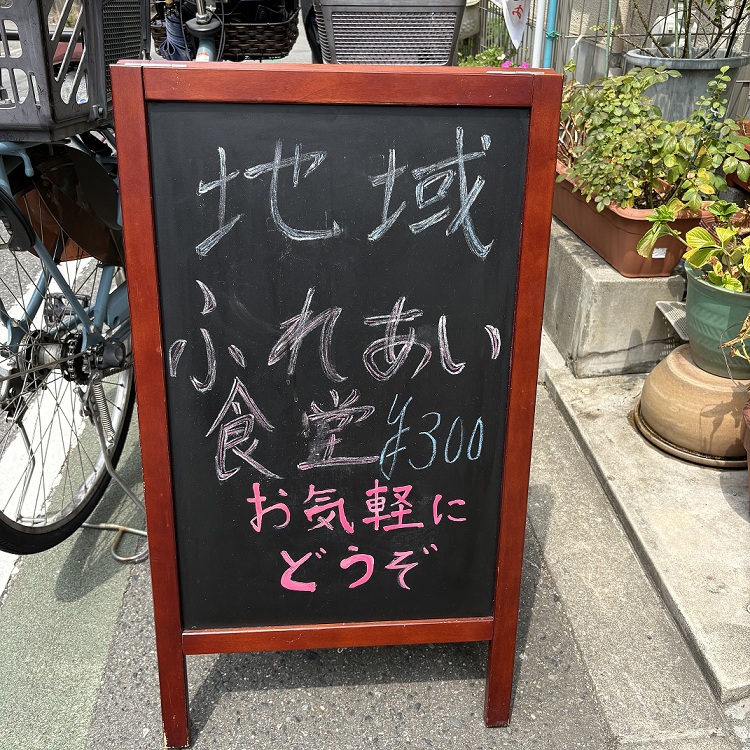 地域
ふれあい
食堂 ¥300
お気軽に
どうぞ